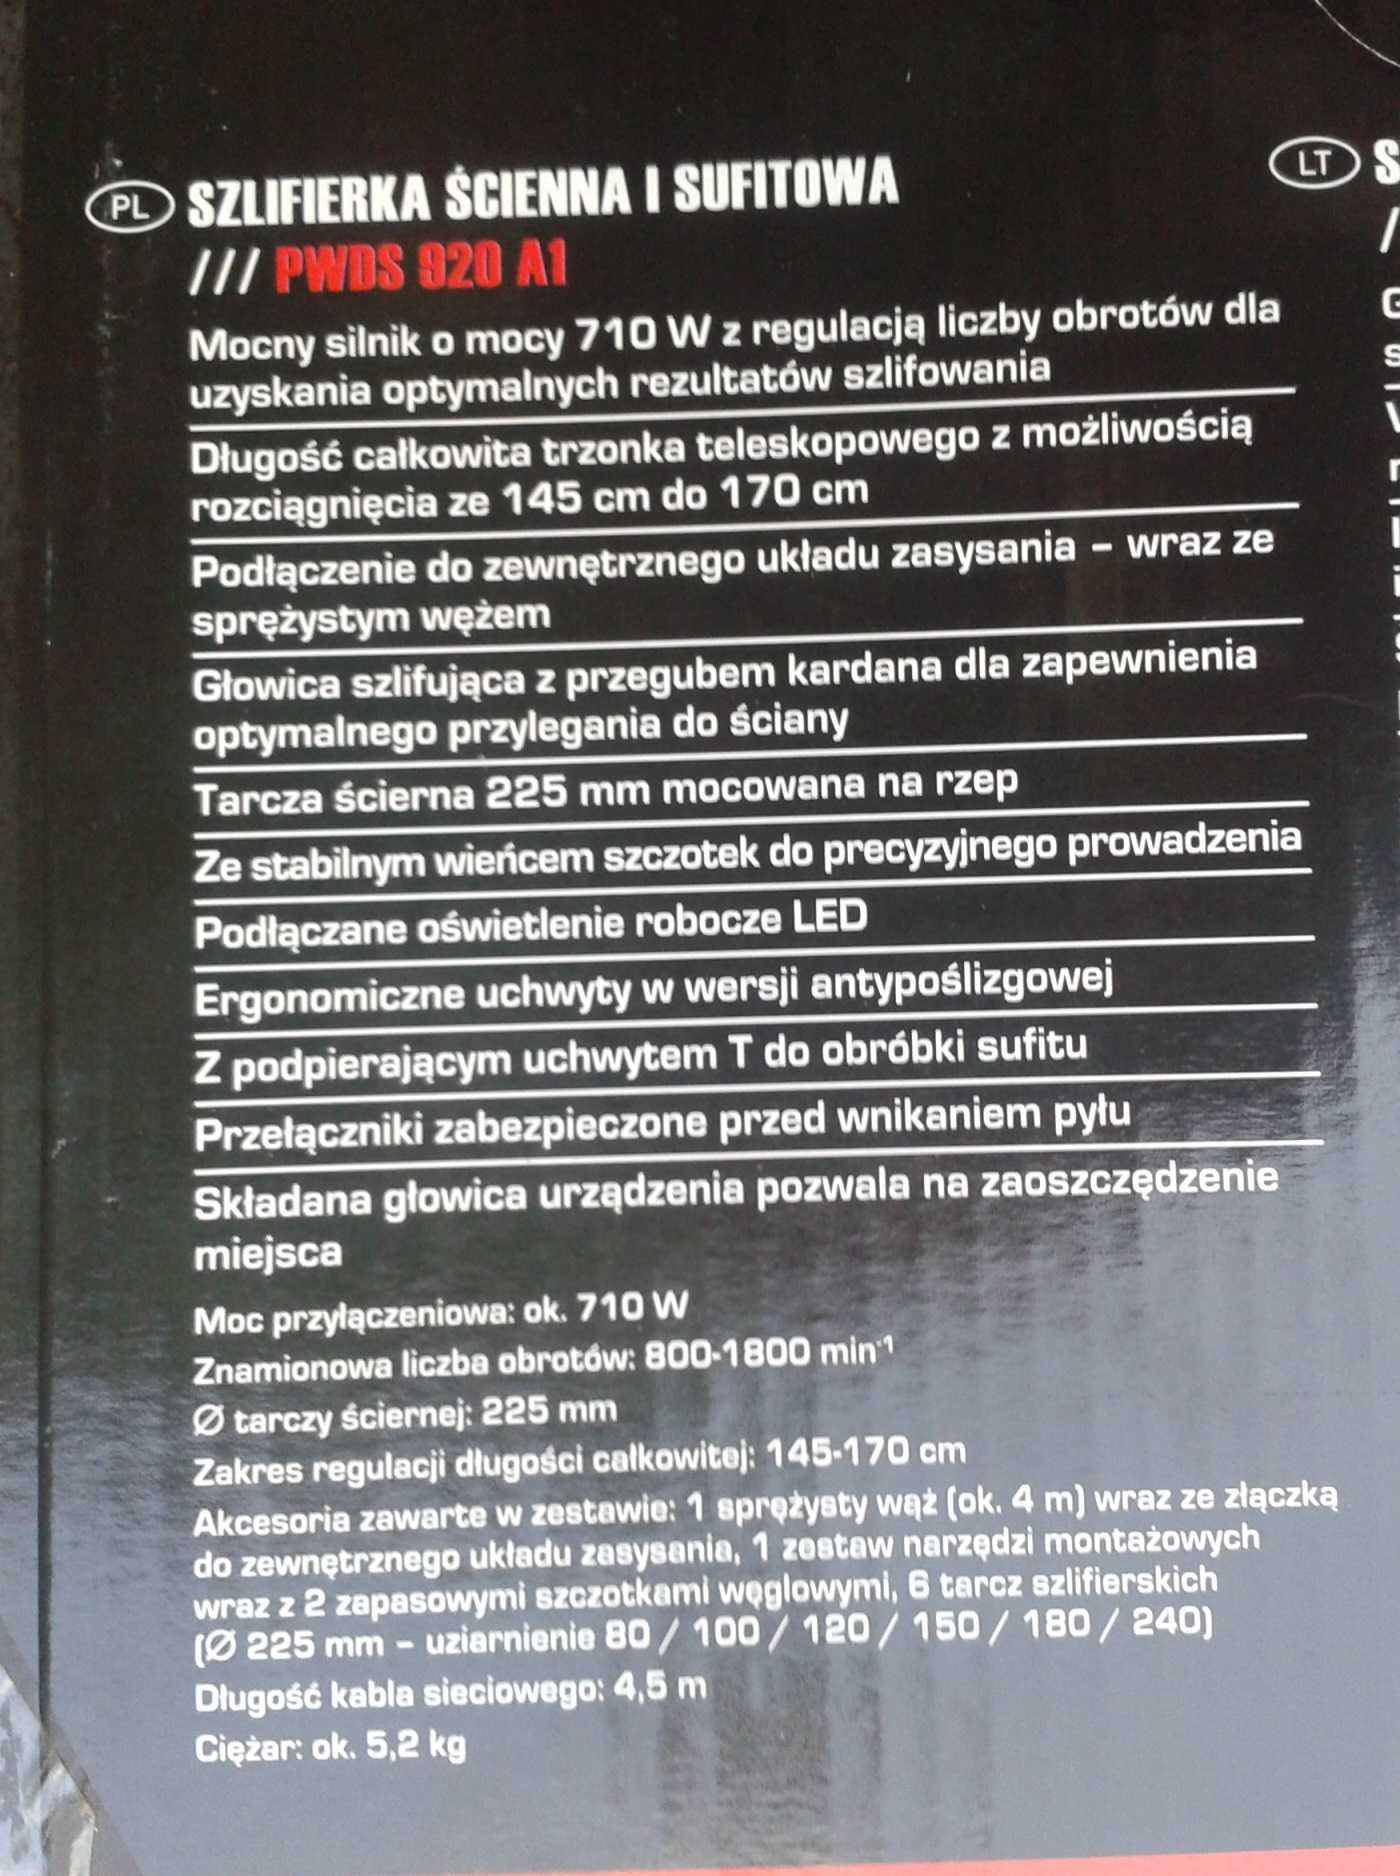 PL SZLIFIERKA ŚCIENNA I SUFITOWA
/// PWDS 920 A1
Mocny silnik o mocy 710 W z regulacją liczby obrotów dla
uzyskania optymalnych rezultatów szlifowania
Długość całkowita trzonka teleskopowego z możliwością
rozciągnięcia ze 145 cm do 170 cm
Podłączenie do zewnętrznego układu zasysania – wraz ze
sprężystym wężem
Głowica szlifująca z przegubem kardana dla zapewnienia
optymalnego przylegania do ściany
Tarcza ścierna 225 mm mocowana na rzep
Ze stabilnym wieńcem szczotek do precyzyjnego prowadzenia
Podłączane oświetlenie robocze LED
Ergonomiczne uchwyty w wersji antypoślizgowej
Z podpierającym uchwytem T do obróbki sufitu
Przełączniki zabezpieczone przed wnikaniem pyłu
Składana głowica urządzenia pozwala na zaoszczędzenie
miejsca
Moc przyłączeniowa: ok. 710 W
Znamionowa liczba obrotów: 800-1800 min⁻¹
Ø tarczy ściernej: 225 mm
Zakres regulacji długości całkowitej: 145-170 cm
Akcesoria zawarte w zestawie: 1 sprężysty wąż (ok. 4 m) wraz ze złączką
do zewnętrznego układu zasysania, 1 zestaw narzędzi montażowych
wraz z 2 zapasowymi szczotkami węglowymi, 6 tarcz szlifierskich
(Ø 225 mm – uziarnienie 80 / 100 / 120 / 150 / 180 / 240)
Długość kabla sieciowego: 4,5 m
Ciężar: ok. 5,2 kg
LT